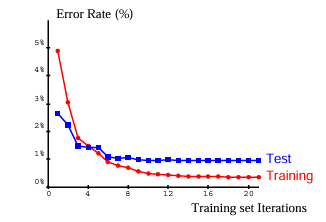 Error Rate (%)
5%
4%
3%
2%
1%
0%
0 4 8 12 16 20
Test
Training
Training set Iterations